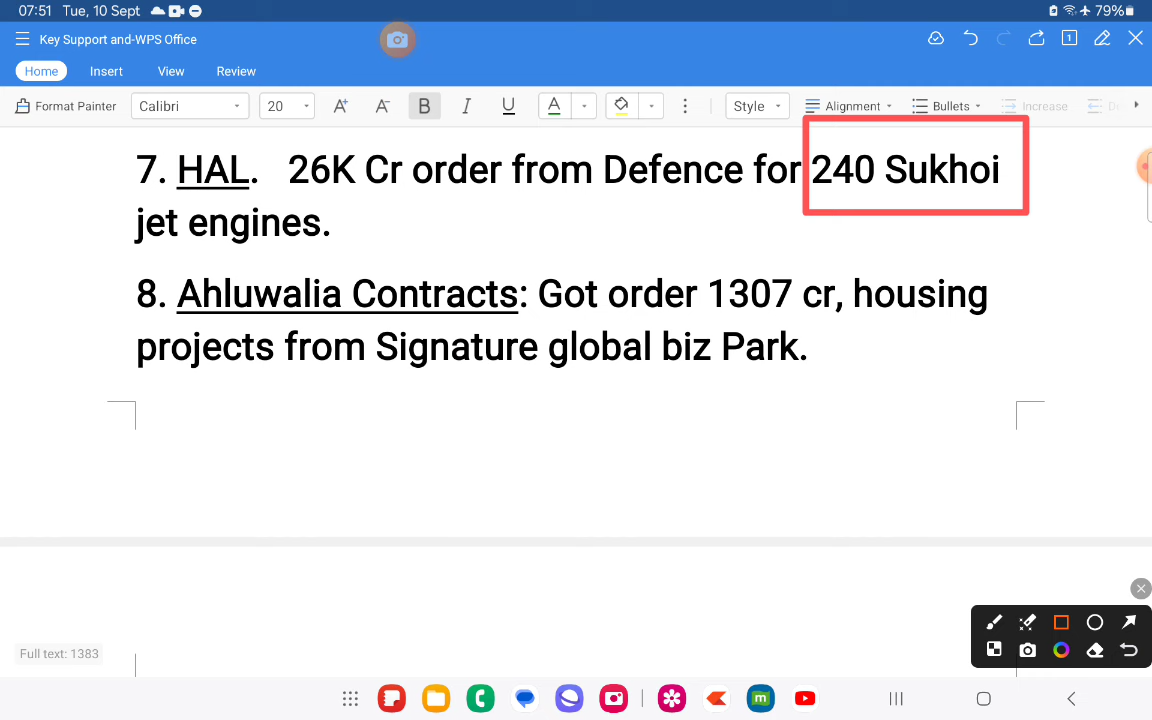 07:51 Tue, 10 Sept 79%
Key Support and-WPS Office 1
Home Insert View Review
Format Painter Calibri 20 A+ A- B I U A Style Alignment Bullets Increase
7. HAL. 26K Cr order from Defence for 240 Sukhoi
jet engines.
8. Ahluwalia Contracts: Got order 1307 cr, housing
projects from Signature global biz Park.
Full text: 1383
m